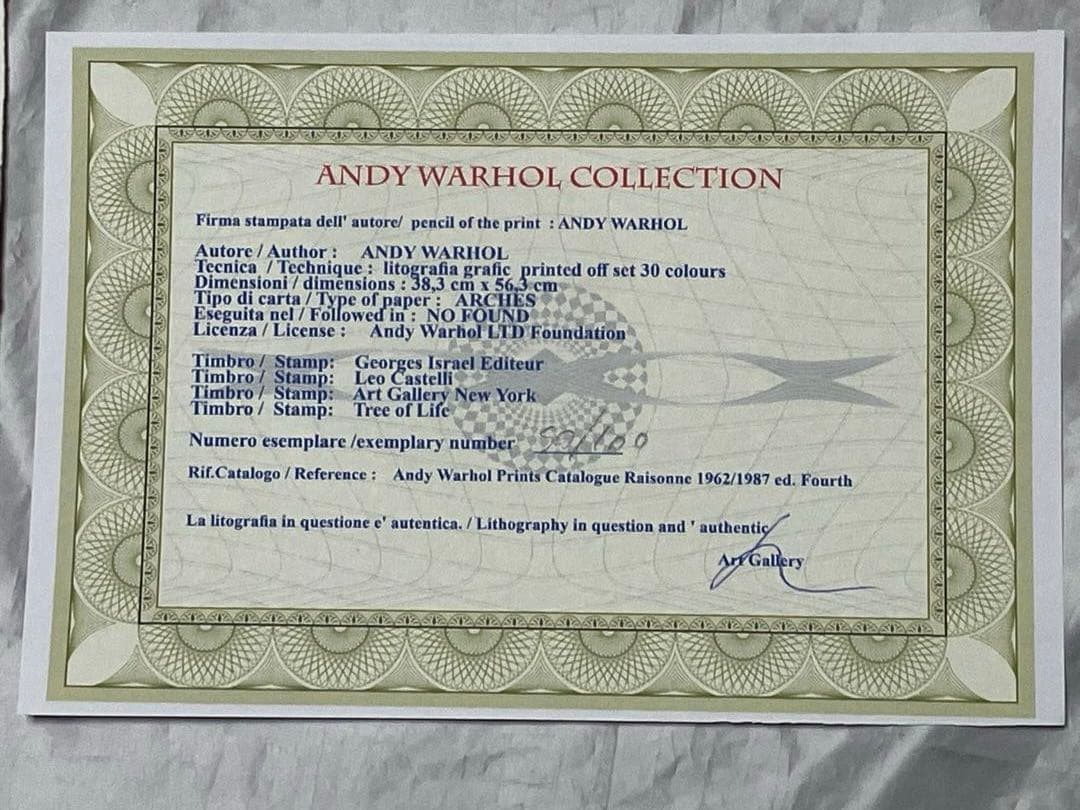 ANDY WARHOL COLLECTION
Firma stampata dell' autore/ pencil of the print : ANDY WARHOL
Autore / Author : ANDY WARHOL
Tecnica / Technique : litografia grafic printed off set 30 colours
Dimensioni / dimensions : 38,3 cm x 56,3 cm
Tipo di carta / Type of paper : ARCHES
Eseguita nel / Followed in : NO FOUND
Licenza / License : Andy Warhol LTD Foundation
Timbro / Stamp: Georges Israel Editeur
Timbro / Stamp: Leo Castelli
Timbro / Stamp: Art Gallery New York
Timbro / Stamp: Tree of Life
Numero esemplare /exemplary number 50/100
Rif.Catalogo / Reference : Andy Warhol Prints Catalogue Raisonne 1962/1987 ed. Fourth
La litografia in questione e' autentica. / Lithography in question and ' authentic
Art Gallery